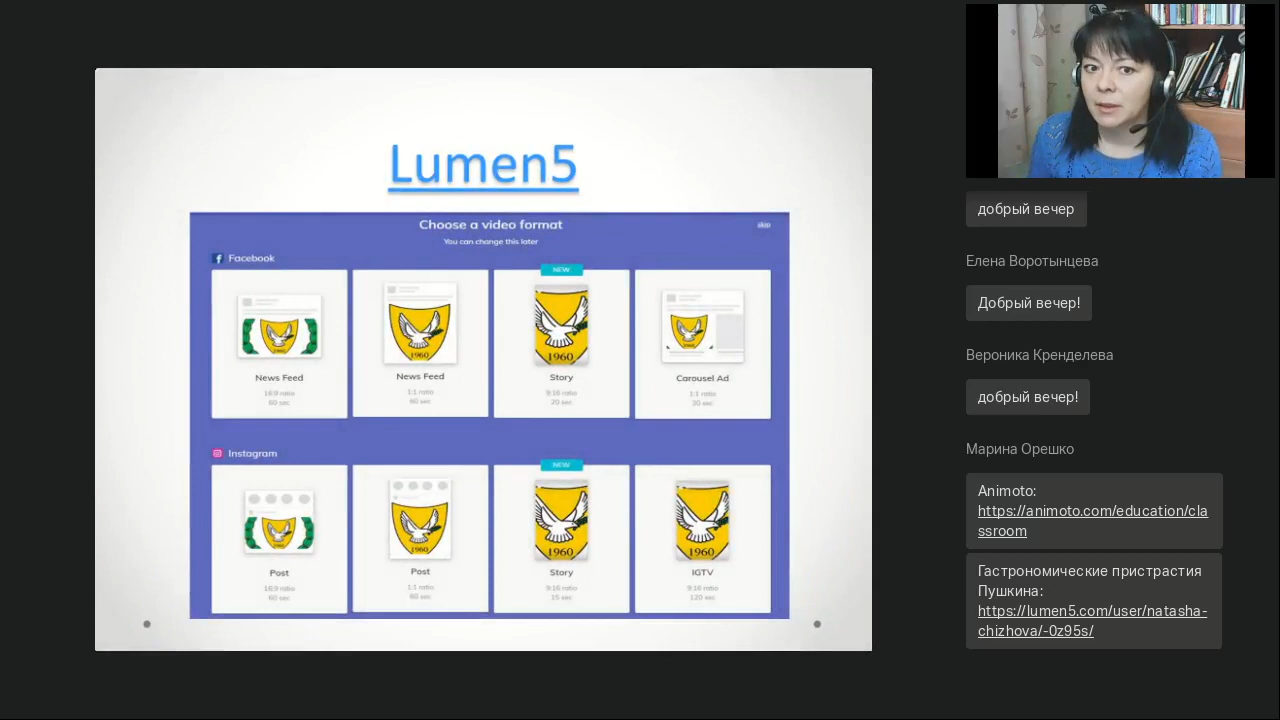 Lumen5
Choose a video format
skip
You can change this later
Facebook
NEW
1960
1960
1960
1960
News Feed
News Feed
Story
Carousel Ad
16:9 ratio
1:1 ratio
9:16 ratio
1:1 ratio
60 sec
60 sec
20 sec
30 sec
Instagram
NEW
1960
1960
1960
1960
Post
Post
Story
IGTV
16:9 ratio
1:1 ratio
9:16 ratio
9:16 ratio
60 sec
60 sec
15 sec
120 sec
добрый вечер
Елена Воротынцева
Добрый вечер!
Вероника Кренделева
добрый вечер!
Марина Орешко
Animoto:
https://animoto.com/education/cla
ssroom
Гастрономические пристрастия
Пушкина:
https://lumen5.com/user/natasha-
chizhova/-0z95s/